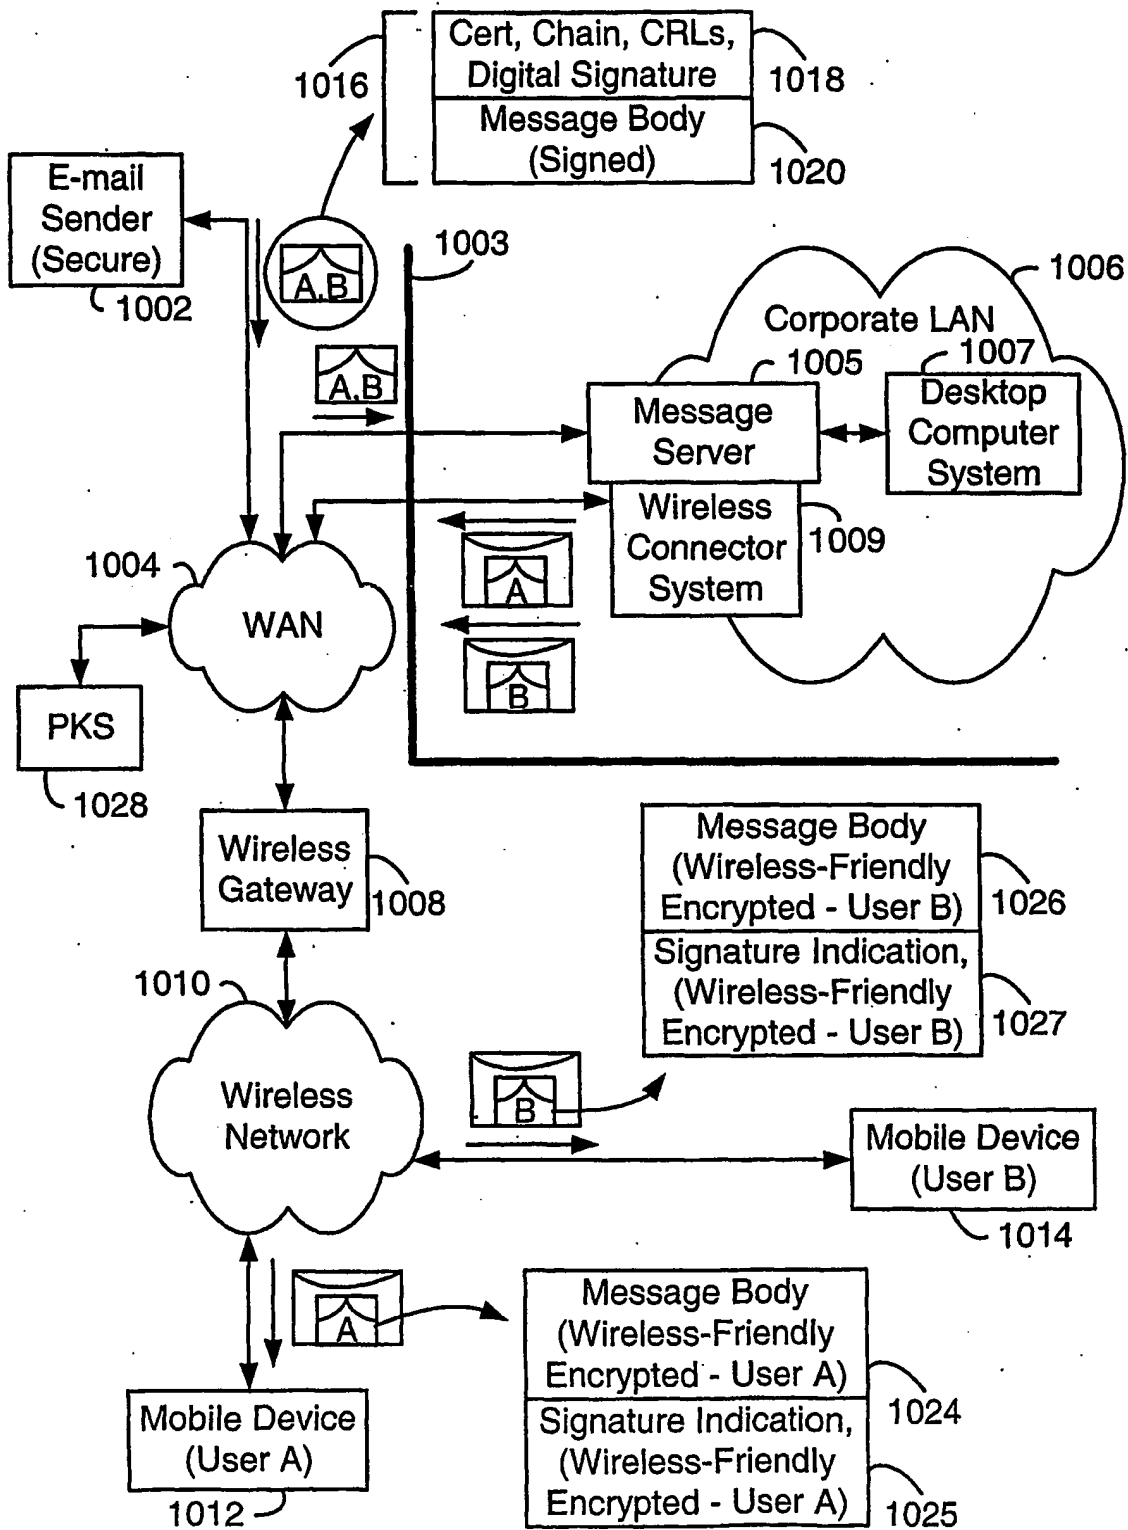 Cert, Chain, CRLs,
Digital Signature
1016
1018
Message Body
(Signed)
1020
E-mail
Sender
(Secure)
1002
A,B
1003
A,B
1006
Corporate LAN
1005
1007
Message
Server
Desktop
Computer
System
Wireless
Connector
System
1009
A
B
1004
WAN
PKS
1028
Wireless
Gateway
1008
Message Body
(Wireless-Friendly
Encrypted - User B)
1026
Signature Indication,
(Wireless-Friendly
Encrypted - User B)
1027
1010
Wireless
Network
B
Mobile Device
(User B)
1014
A
Message Body
(Wireless-Friendly
Encrypted - User A)
1024
Signature Indication,
(Wireless-Friendly
Encrypted - User A)
1025
Mobile Device
(User A)
1012